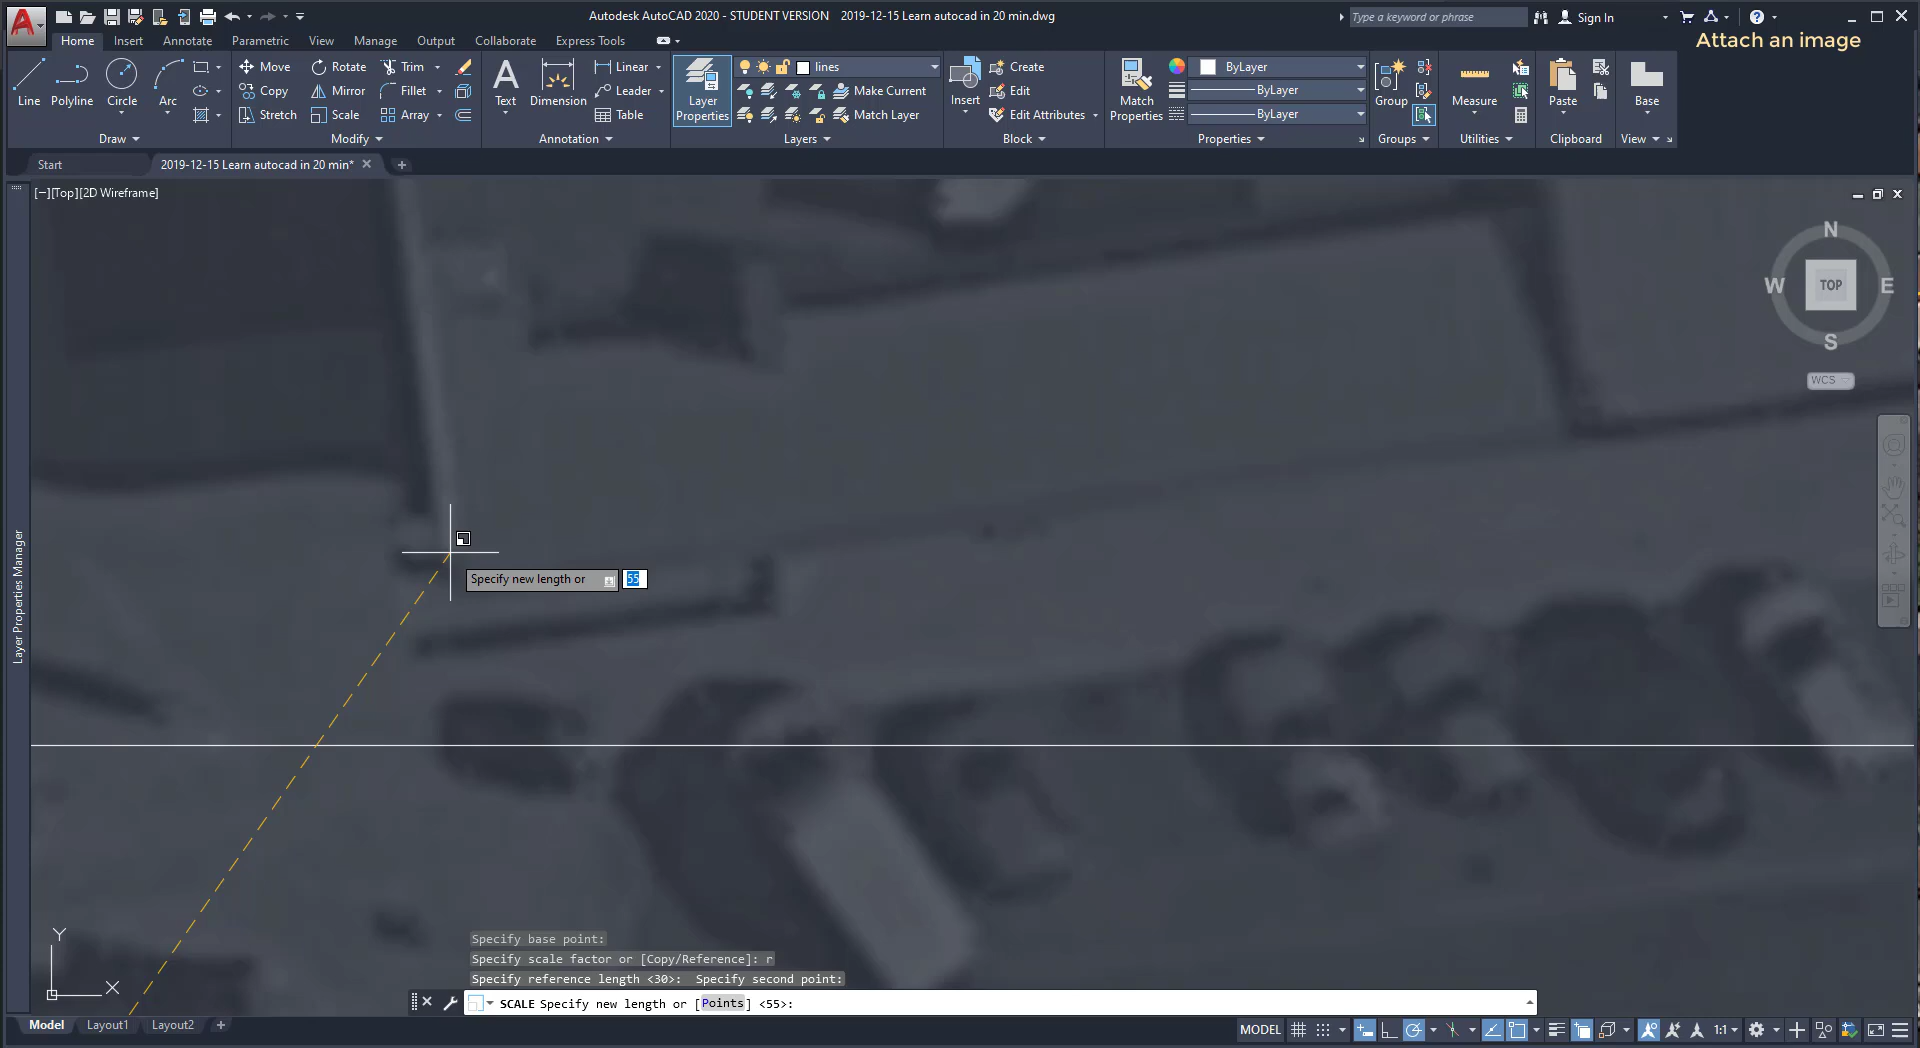 Autodesk AutoCAD 2020 - STUDENT VERSION 2019-12-15 Learn autocad in 20 min.dwg
Type a keyword or phrase
Sign In
Attach an image
Home Insert Annotate Parametric View Manage Output Collaborate Express Tools
Line Polyline Circle Arc
Draw
Move Rotate Trim
Copy Mirror Fillet
Stretch Scale Array
Modify
Text Dimension
Linear
Leader
Table
Annotation
Layer Properties
lines
Make Current
Match Layer
Layers
Insert
Create
Edit
Edit Attributes
Block
Match Properties
ByLayer
ByLayer
ByLayer
Properties
Group
Groups
Measure
Utilities
Paste
Clipboard
Base
View
Start
2019-12-15 Learn autocad in 20 min*
[−][Top][2D Wireframe]
N
W TOP E
S
WCS
Layer Properties Manager
Specify new length or 55
Y
X
Specify base point:
Specify scale factor or [Copy/Reference]: r
Specify reference length <30>: Specify second point:
SCALE Specify new length or [Points] <55>:
Model Layout1 Layout2
MODEL
1:1